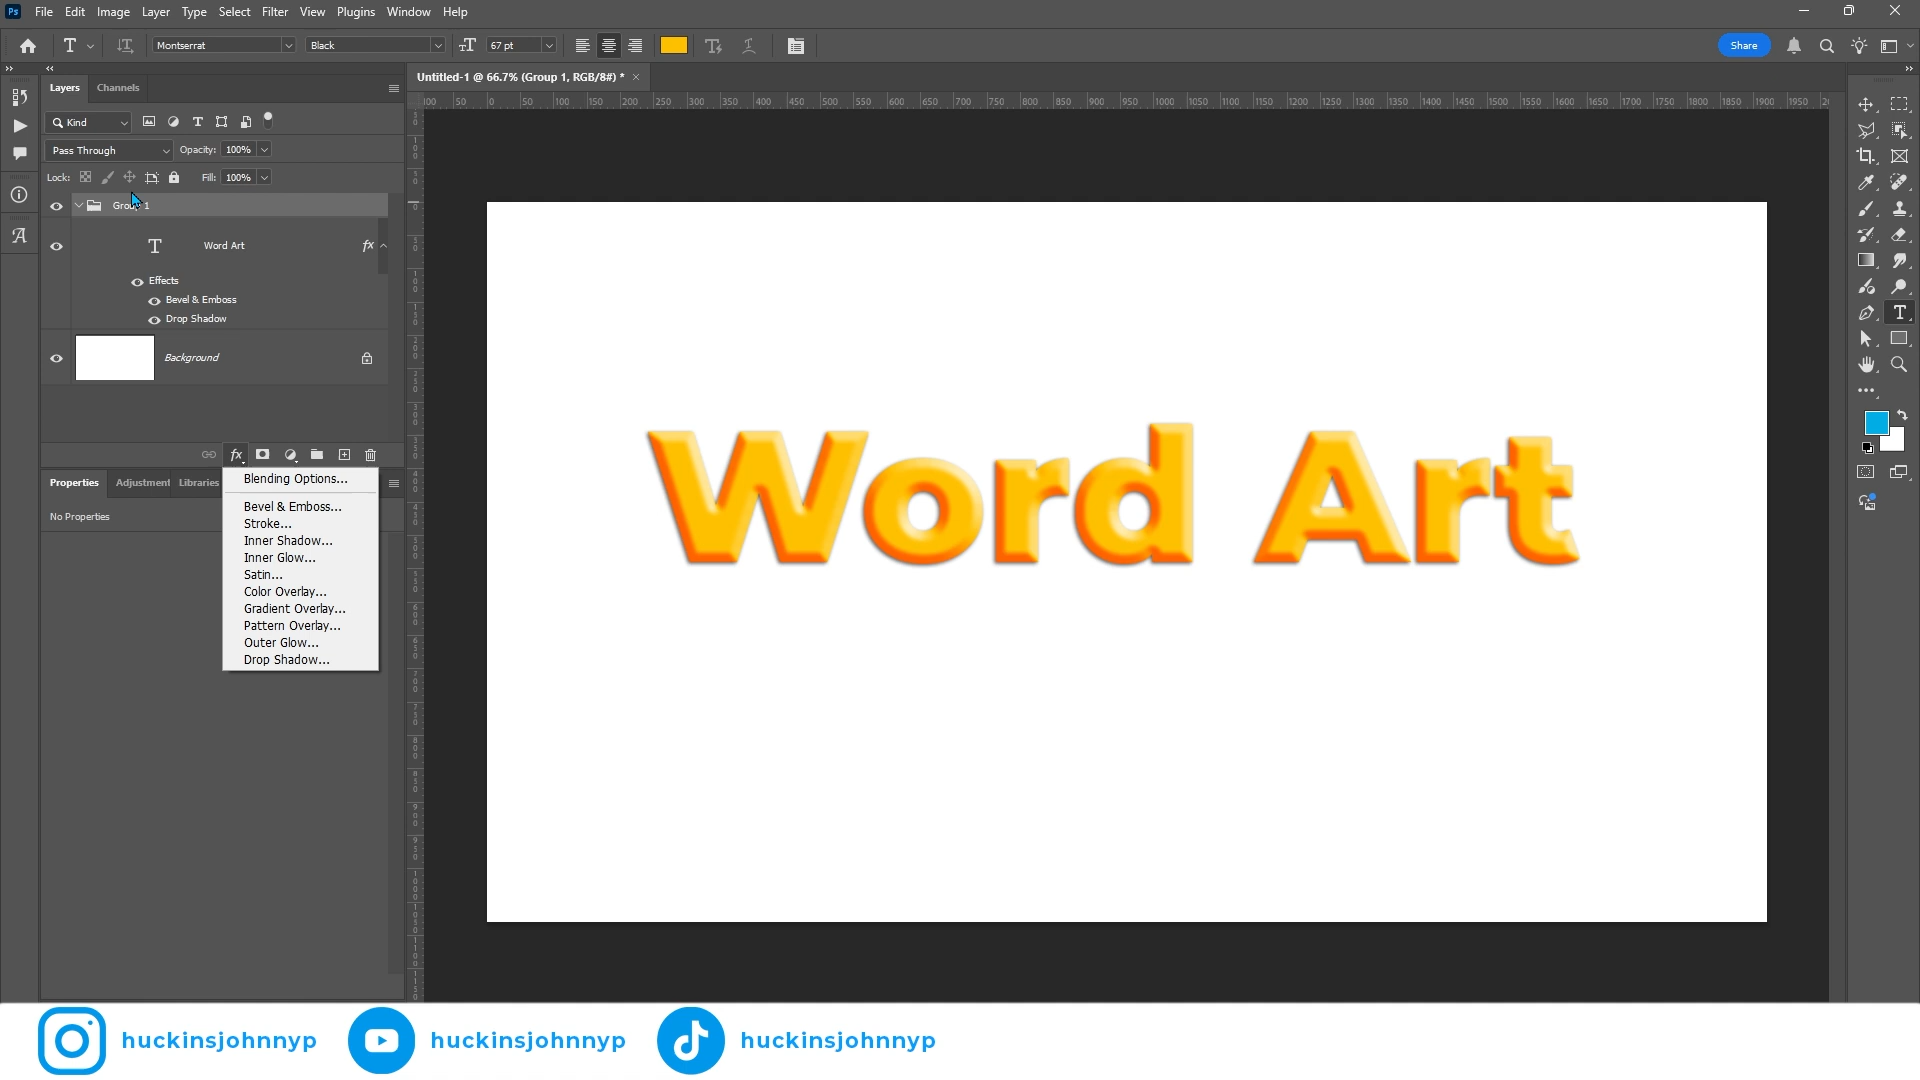 Ps File Edit Image Layer Type Select Filter View Plugins Window Help
Montserrat Black 67 pt Share
Layers Channels
Untitled-1 @ 66.7% (Group 1, RGB/8#) *
Kind
Pass Through Opacity: 100%
Lock: Fill: 100%
Group 1
T Word Art fx
Effects
Bevel & Emboss
Drop Shadow
Background
fx
Properties Adjustment Libraries
No Properties
Blending Options...
Bevel & Emboss...
Stroke...
Inner Shadow...
Inner Glow...
Satin...
Color Overlay...
Gradient Overlay...
Pattern Overlay...
Outer Glow...
Drop Shadow...
Word Art
huckinsjohnnyp huckinsjohnnyp huckinsjohnnyp